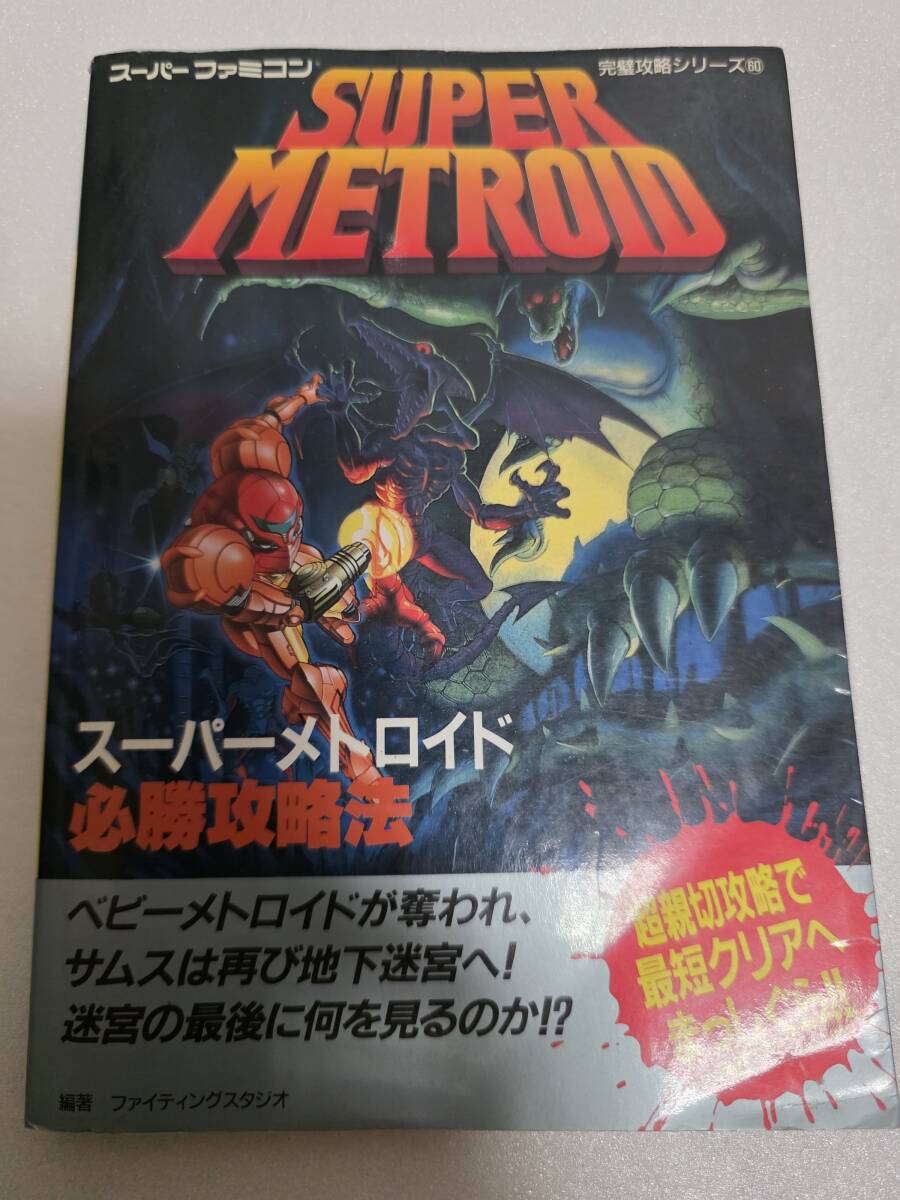 スーパーファミコン
完璧攻略シリーズ60
SUPER
METROID
スーパーメトロイド
必勝攻略法
ベビーメトロイドが奪われ、
サムスは再び地下迷宮へ!
迷宮の最後に何を見るのか!?
超親切攻略で
最短クリアへ
まっしぐら!!
編著 ファイティングスタジオ